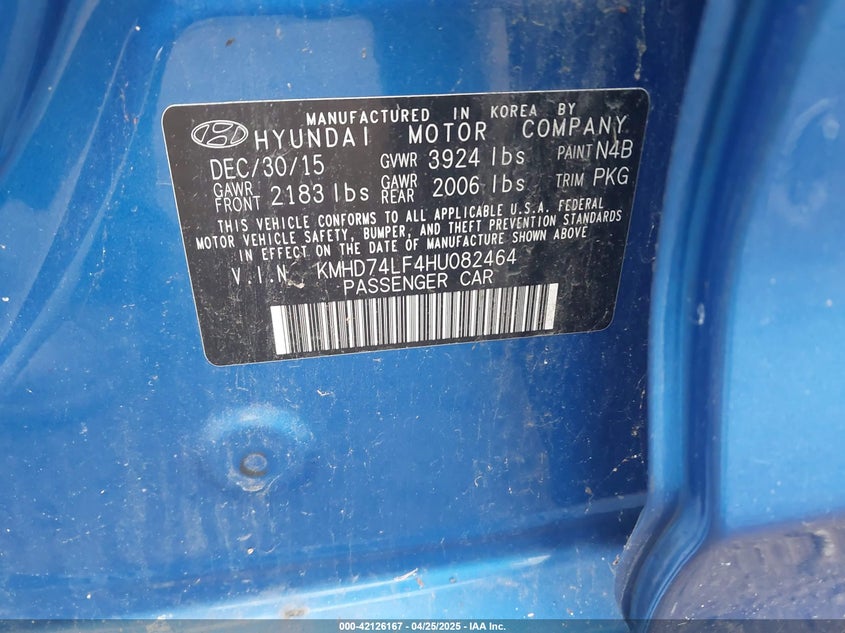 MANUFACTURED IN KOREA BY
HYUNDAI MOTOR COMPANY
DEC/30/15 GVWR 3924 lbs PAINT N4B
GAWR FRONT 2183 lbs GAWR REAR 2006 lbs TRIM PKG
THIS VEHICLE CONFORMS TO ALL APPLICABLE U.S.A. FEDERAL
MOTOR VEHICLE SAFETY, BUMPER, AND THEFT PREVENTION STANDARDS
IN EFFECT ON THE DATE OF MANUFACTURE SHOWN ABOVE
V.I.N. KMHD74LF4HU082464
PASSENGER CAR
000-42126167 - 04/25/2025 - IAA Inc.